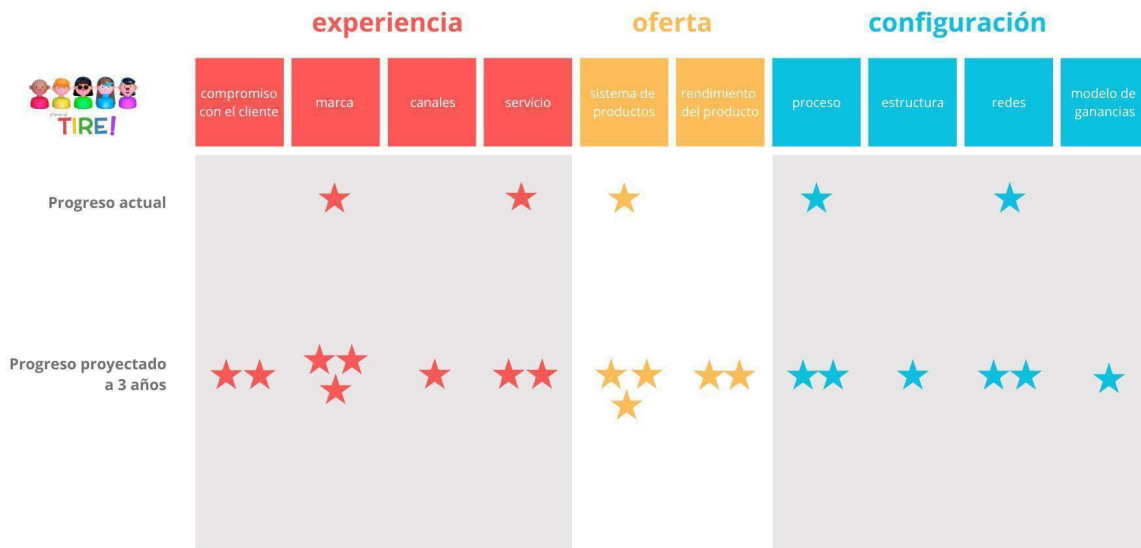 experiencia
oferta
configuración
compromiso
con el cliente
marca
canales
servicio
sistema de
productos
rendimiento
del producto
proceso
estructura
redes
modelo de
ganancias
TIRE!
Progreso actual
Progreso proyectado
a 3 años